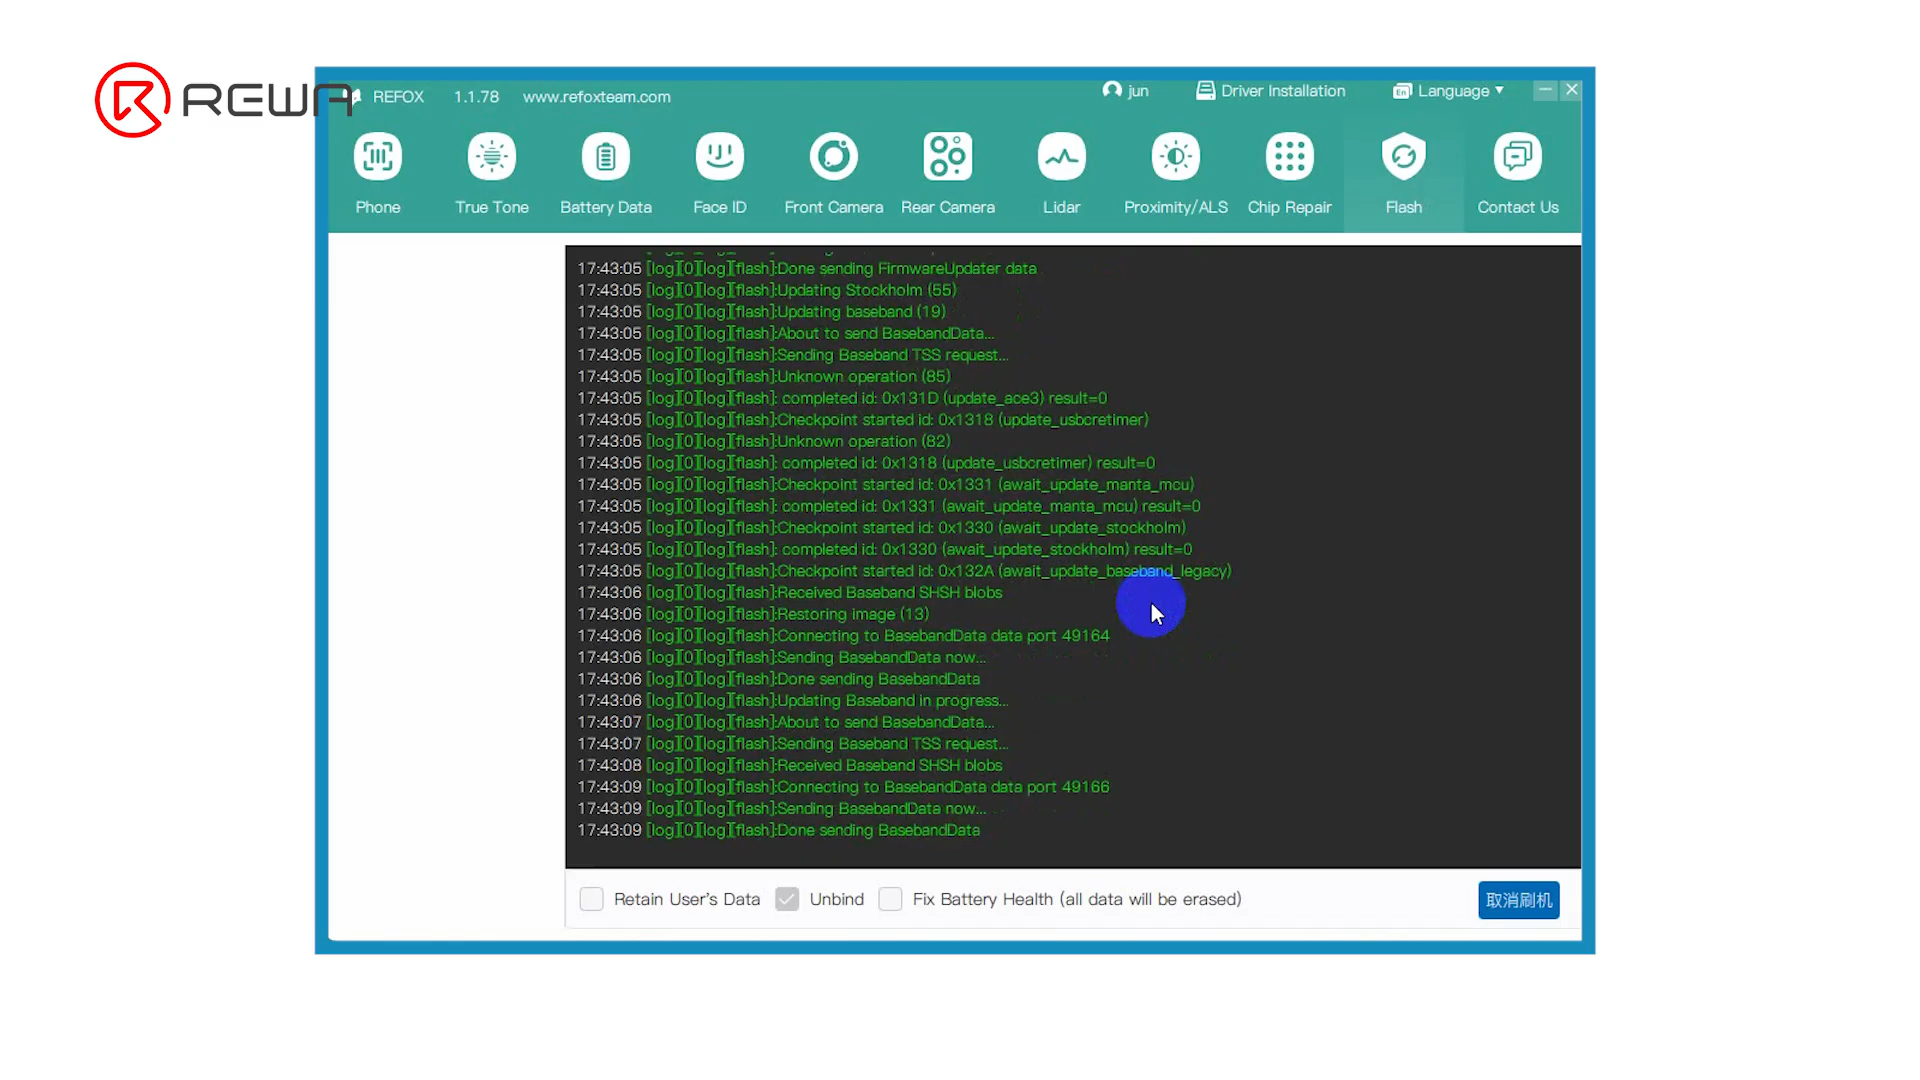 REWA
REFOX 1.1.78 www.refoxteam.com
jun Driver Installation Language
Phone True Tone Battery Data Face ID Front Camera Rear Camera Lidar Proximity/ALS Chip Repair Flash Contact Us
17:43:05 [log][0][log][flash]:Done sending FirmwareUpdater data
17:43:05 [log][0][log][flash]:Updating Stockholm (55)
17:43:05 [log][0][log][flash]:Updating baseband (19)
17:43:05 [log][0][log][flash]:About to send BasebandData...
17:43:05 [log][0][log][flash]:Sending Baseband TSS request...
17:43:05 [log][0][log][flash]:Unknown operation (85)
17:43:05 [log][0][log][flash]: completed id: 0x131D (update_ace3) result=0
17:43:05 [log][0][log][flash]:Checkpoint started id: 0x1318 (update_usbcretimer)
17:43:05 [log][0][log][flash]:Unknown operation (82)
17:43:05 [log][0][log][flash]: completed id: 0x1318 (update_usbcretimer) result=0
17:43:05 [log][0][log][flash]:Checkpoint started id: 0x1331 (await_update_manta_mcu)
17:43:05 [log][0][log][flash]: completed id: 0x1331 (await_update_manta_mcu) result=0
17:43:05 [log][0][log][flash]:Checkpoint started id: 0x1330 (await_update_stockholm)
17:43:05 [log][0][log][flash]: completed id: 0x1330 (await_update_stockholm) result=0
17:43:05 [log][0][log][flash]:Checkpoint started id: 0x132A (await_update_baseband_legacy)
17:43:06 [log][0][log][flash]:Received Baseband SHSH blobs
17:43:06 [log][0][log][flash]:Restoring image (13)
17:43:06 [log][0][log][flash]:Connecting to BasebandData data port 49164
17:43:06 [log][0][log][flash]:Sending BasebandData now...
17:43:06 [log][0][log][flash]:Done sending BasebandData
17:43:06 [log][0][log][flash]:Updating Baseband in progress...
17:43:07 [log][0][log][flash]:About to send BasebandData...
17:43:07 [log][0][log][flash]:Sending Baseband TSS request...
17:43:08 [log][0][log][flash]:Received Baseband SHSH blobs
17:43:09 [log][0][log][flash]:Connecting to BasebandData data port 49166
17:43:09 [log][0][log][flash]:Sending BasebandData now...
17:43:09 [log][0][log][flash]:Done sending BasebandData
Retain User's Data Unbind Fix Battery Health (all data will be erased) 取消刷机